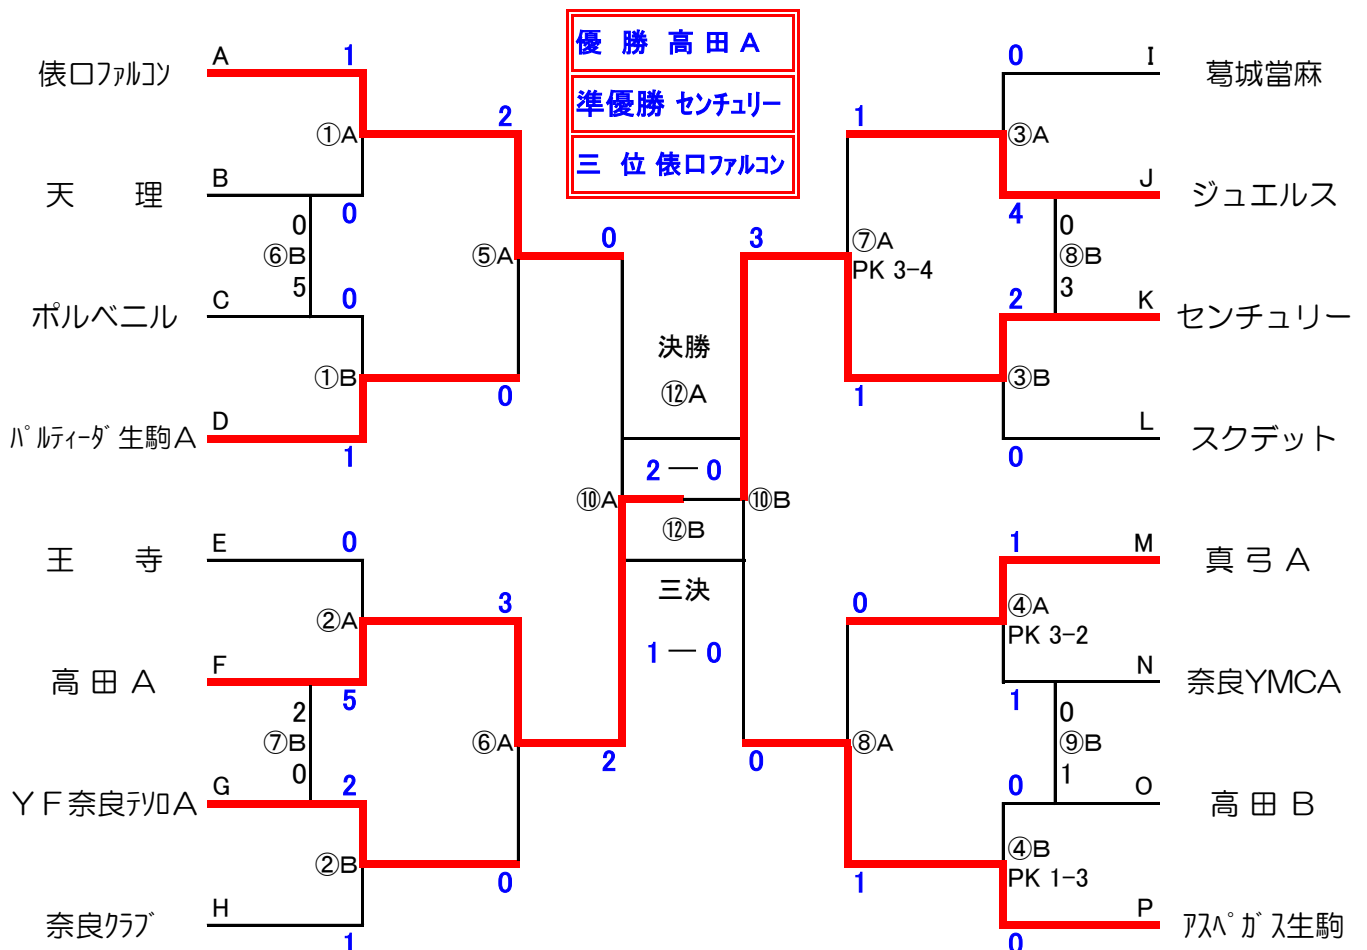 優 勝 高田A
準優勝 センチュリー
三 位 俵口ファルコン
俵口ファルコン
A
1
①A
2
天 理
B
0
0
⑥B
5
ポルベニル
C
0
①B
0
パルティーダ生駒A
D
1
⑤A
0
王 寺
E
0
②A
3
高田A
F
5
2
⑦B
0
YF奈良テソロA
G
2
②B
0
奈良クラブ
H
1
⑥A
2
⑩A
決勝
⑫A
2－0
⑫B
三決
1－0
⑩B
3
0
⑦A
PK 3-4
1
1
⑧A
0
1
0
I
葛城當麻
③A
J
ジュエルス
4
0
⑧B
3
2
K
センチュリー
③B
L
スクデット
0
1
M
真弓A
④A
PK 3-2
N
奈良YMCA
1
0
⑨B
1
0
O
高田B
④B
PK 1-3
P
アスペガス生駒
0